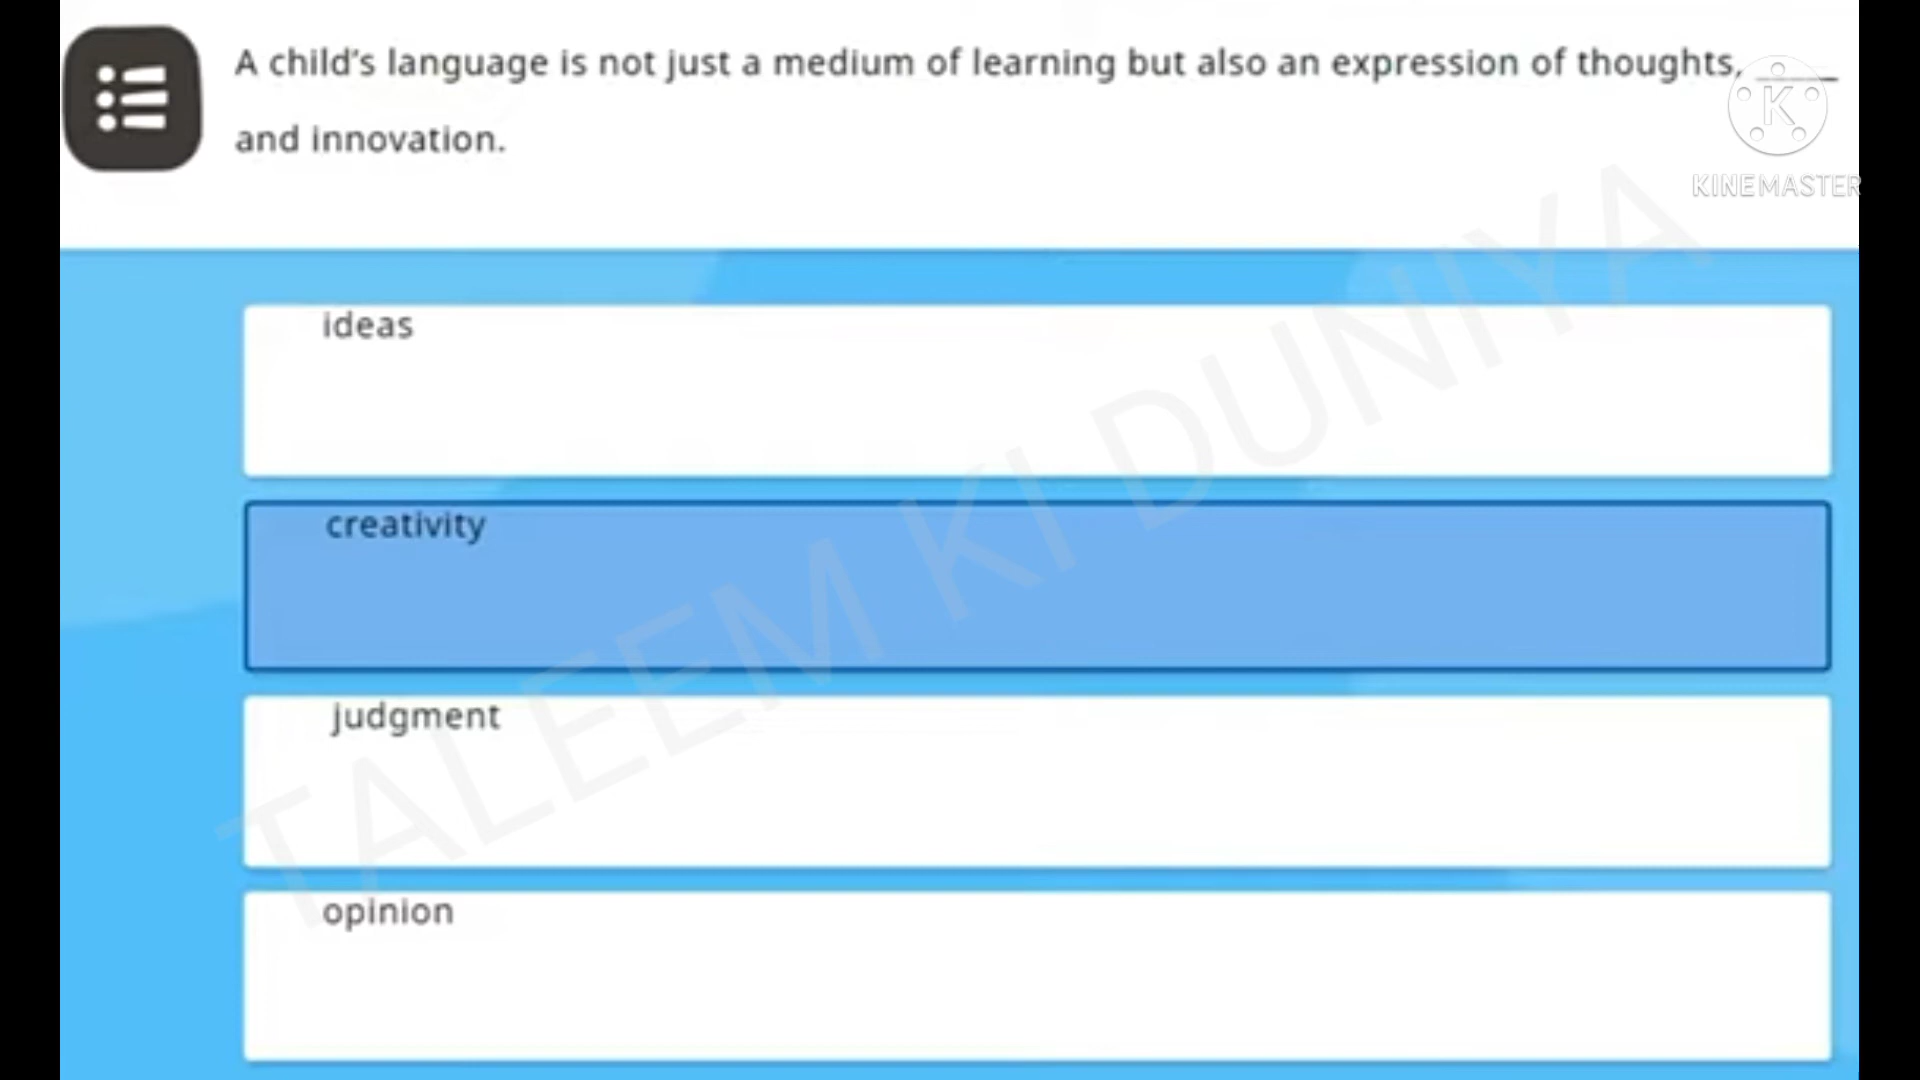 A child's language is not just a medium of learning but also an expression of thoughts, _____
and innovation.
KINEMASTER
ideas
creativity
judgment
opinion
TALEEM KI DUNIYA